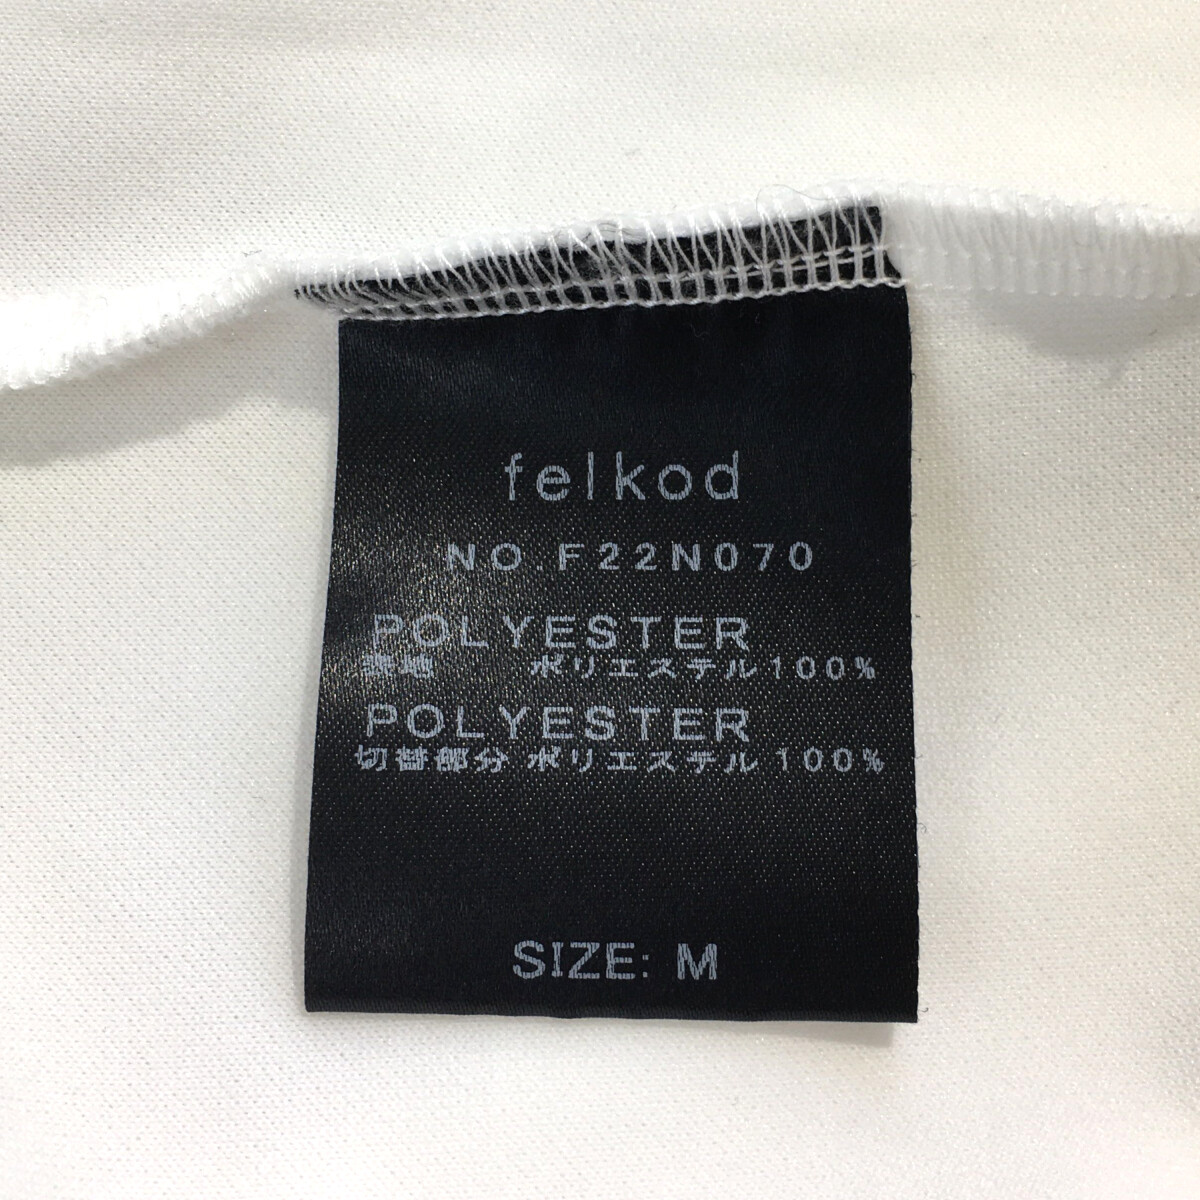 felkod
NO.F22N070
POLYESTER
表地 ポリエステル100%
POLYESTER
切替部分 ポリエステル100%
SIZE: M